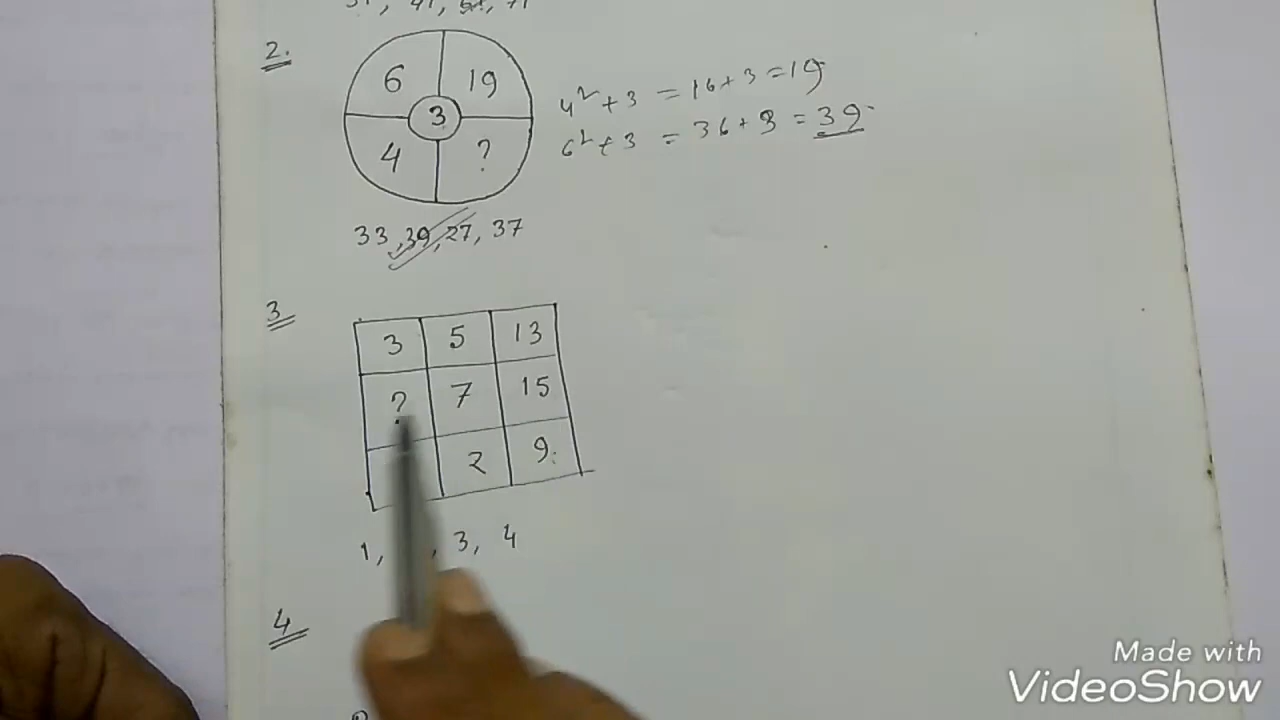 2.
6 19
3
4 ?
4² + 3 = 16 + 3 = 19
6² + 3 = 36 + 3 = 39
33, 39, 27, 37
3
3 5 13
? 7 15
2 9
1, , 3, 4
4
Made with
VideoShow